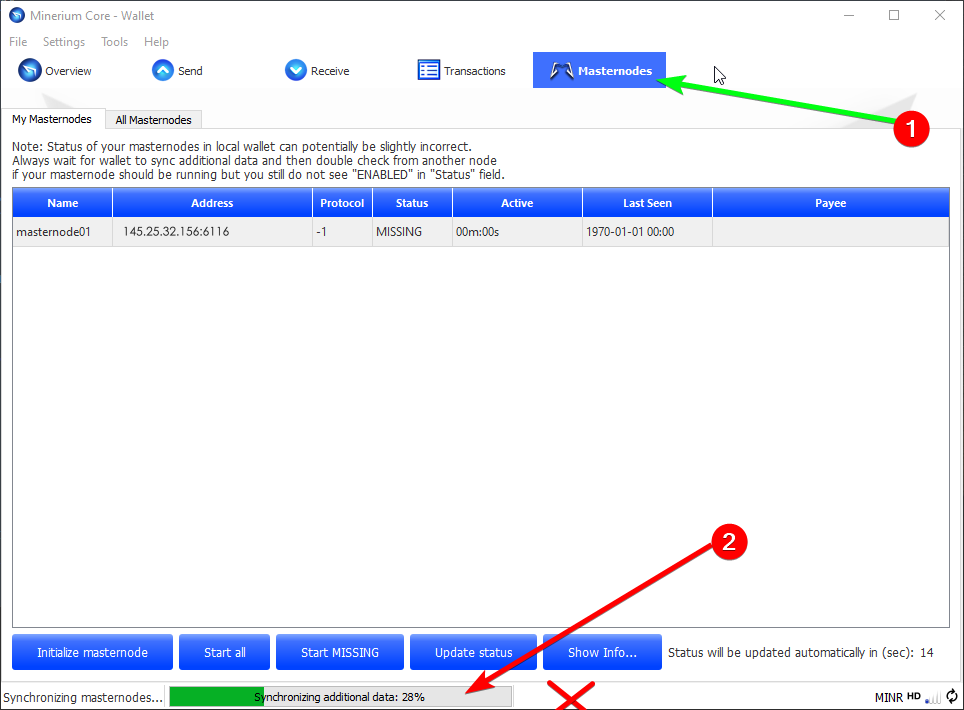 Minerium Core - Wallet
File Settings Tools Help
Overview Send Receive Transactions Masternodes
1
My Masternodes All Masternodes
Note: Status of your masternodes in local wallet can potentially be slightly incorrect.
Always wait for wallet to sync additional data and then double check from another node
if your masternode should be running but you still do not see "ENABLED" in "Status" field.
Name Address Protocol Status Active Last Seen Payee
masternode01 145.25.32.156:6116 -1 MISSING 00m:00s 1970-01-01 00:00
2
Initialize masternode Start all Start MISSING Update status Show Info... Status will be updated automatically in (sec): 14
Synchronizing masternodes... Synchronizing additional data: 28% MINR HD